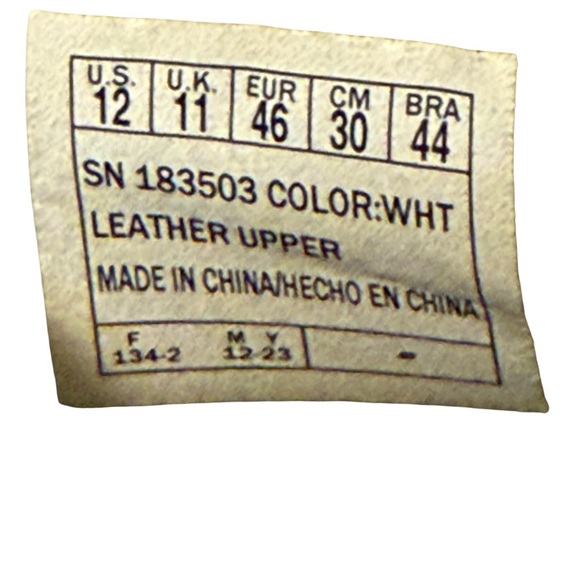 U.S. U.K. EUR CM BRA
12 11 46 30 44
SN 183503 COLOR:WHT
LEATHER UPPER
MADE IN CHINA/HECHO EN CHINA
F M Y
134-2 12-23 -